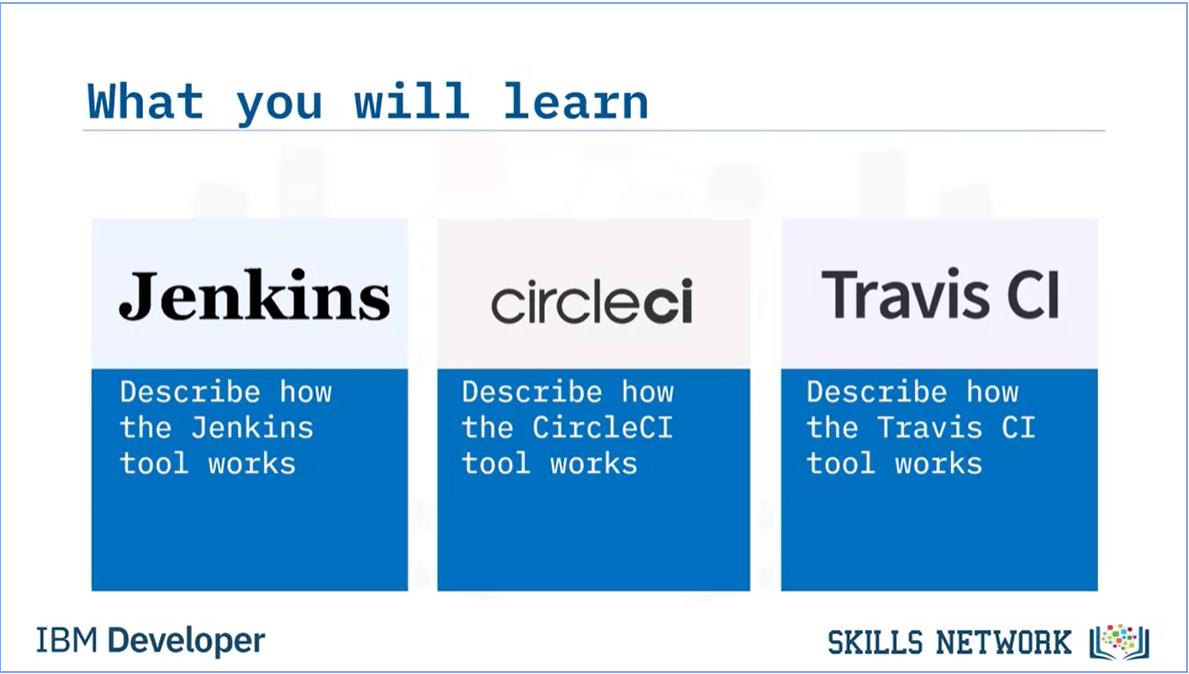 What you will learn
Jenkins
Describe how
the Jenkins
tool works
circleci
Describe how
the CircleCI
tool works
Travis CI
Describe how
the Travis CI
tool works
IBM Developer
SKILLS NETWORK